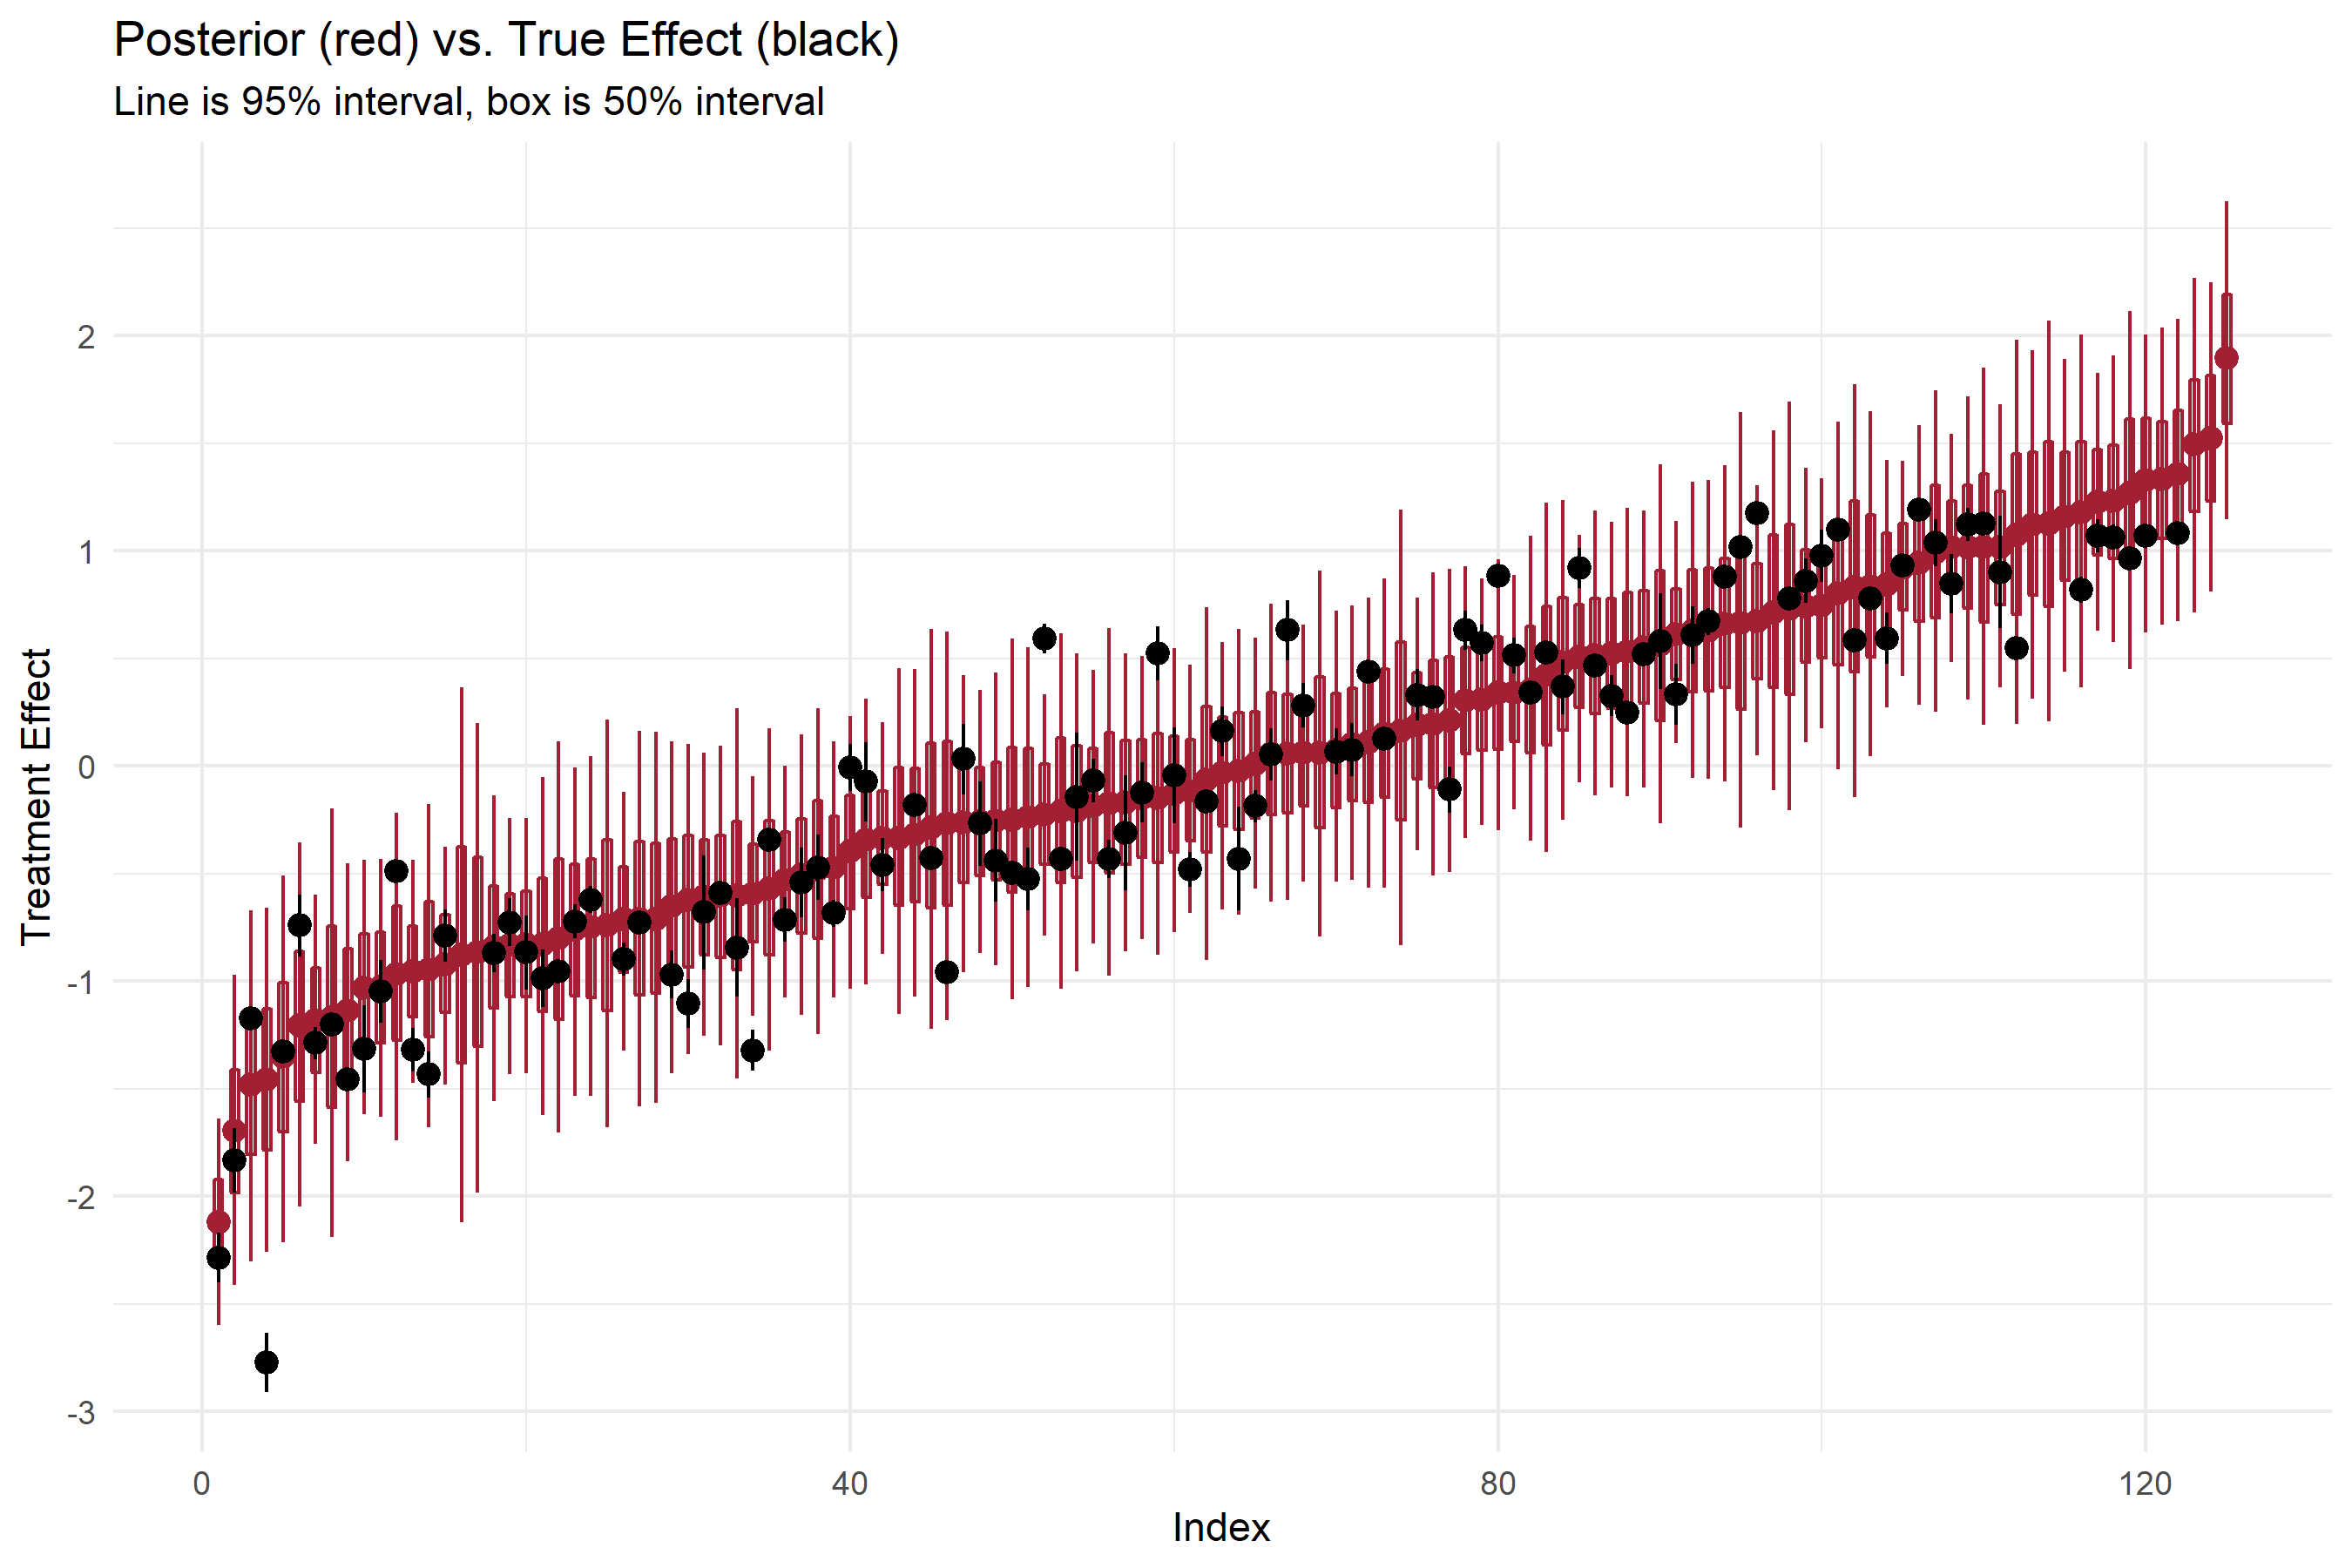 Posterior (red) vs. True Effect (black)
Line is 95% interval, box is 50% interval
Treatment Effect
2
1
0
-1
-2
-3
0
40
80
120
Index